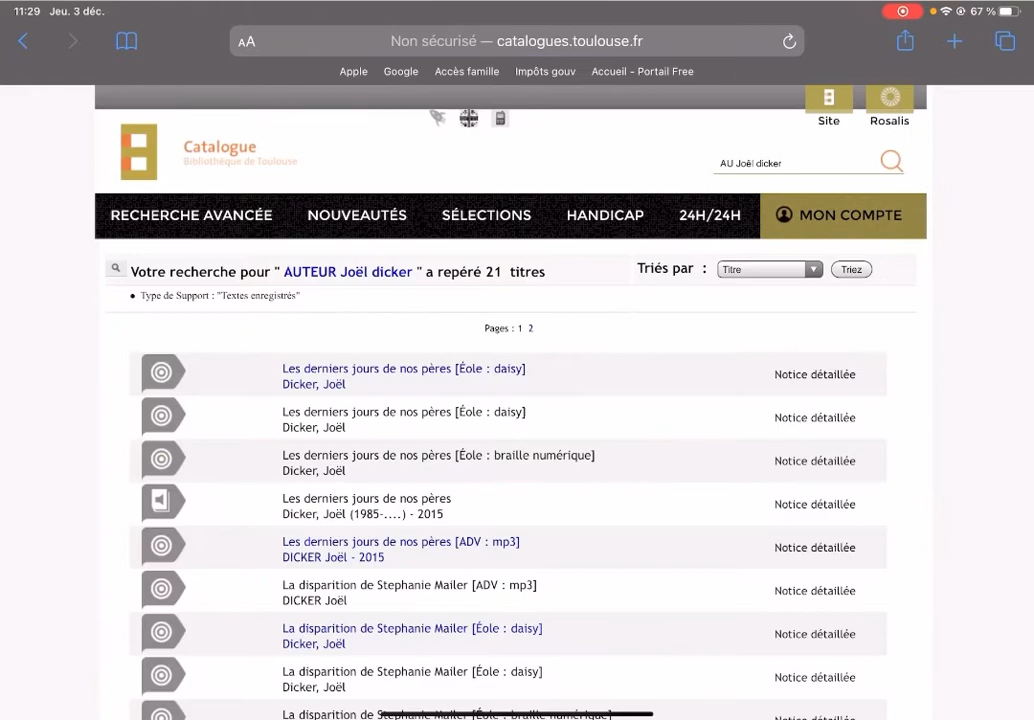 11:29 Jeu. 3 déc.
67 %
AA
Non sécurisé — catalogues.toulouse.fr
Apple Google Accès famille Impôts gouv Accueil - Portail Free
Site Rosalis
Catalogue
Bibliothèque de Toulouse
AU Joël dicker
RECHERCHE AVANCÉE NOUVEAUTÉS SÉLECTIONS HANDICAP 24H/24H MON COMPTE
Votre recherche pour " AUTEUR Joël dicker " a repéré 21 titres
Triés par : Titre Triez
• Type de Support : "Textes enregistrés"
Pages : 1 2
Les derniers jours de nos pères [Éole : daisy]
Dicker, Joël
Notice détaillée
Les derniers jours de nos pères [Éole : daisy]
Dicker, Joël
Notice détaillée
Les derniers jours de nos pères [Éole : braille numérique]
Dicker, Joël
Notice détaillée
Les derniers jours de nos pères
Dicker, Joël (1985-....) - 2015
Notice détaillée
Les derniers jours de nos pères [ADV : mp3]
DICKER Joël - 2015
Notice détaillée
La disparition de Stephanie Mailer [ADV : mp3]
DICKER Joël
Notice détaillée
La disparition de Stephanie Mailer [Éole : daisy]
Dicker, Joël
Notice détaillée
La disparition de Stephanie Mailer [Éole : daisy]
Dicker, Joël
Notice détaillée
La disparition de Stephanie Mailer [Éole : braille numérique]